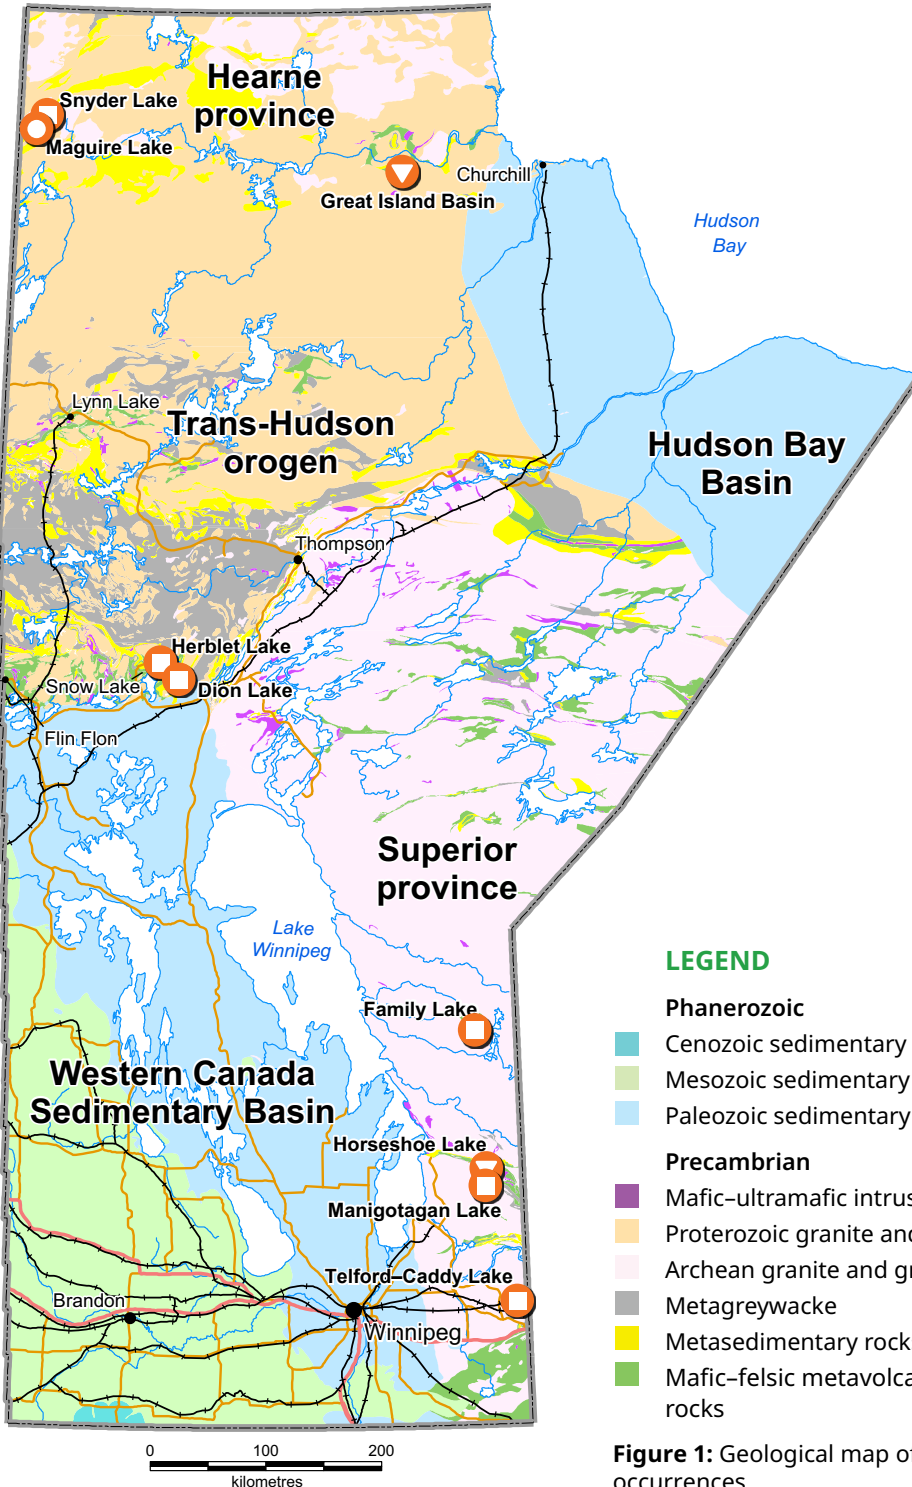 Hearne
province
Snyder Lake
Maguire Lake
Churchill
Great Island Basin
Hudson
Bay
Lynn Lake
Trans-Hudson
orogen
Hudson Bay
Basin
Thompson
Herblet Lake
Snow Lake
Dion Lake
Flin Flon
Superior
province
Lake
Winnipeg
Family Lake
Western Canada
Sedimentary Basin
Horseshoe Lake
Manigotagan Lake
Telford–Caddy Lake
Brandon
Winnipeg
0 100 200
kilometres
LEGEND
Phanerozoic
Cenozoic sedimentary
Mesozoic sedimentary
Paleozoic sedimentary
Precambrian
Mafic–ultramafic intrus
Proterozoic granite and
Archean granite and gr
Metagreywacke
Metasedimentary rock
Mafic–felsic metavolca
rocks
Figure 1: Geological map of
occurrences